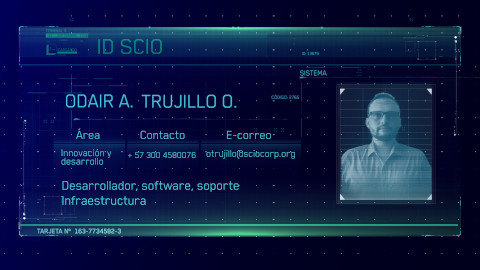 ID SCIO
SISTEMA
ODAIR A. TRUJILLO O.
Área Contacto E-correo
Innovación y desarrollo + 57 300 4580076 otrujillo@sciocorp.org
Desarrollador, software, soporte
Infraestructura
TARJETA Nº 163-7734562-3